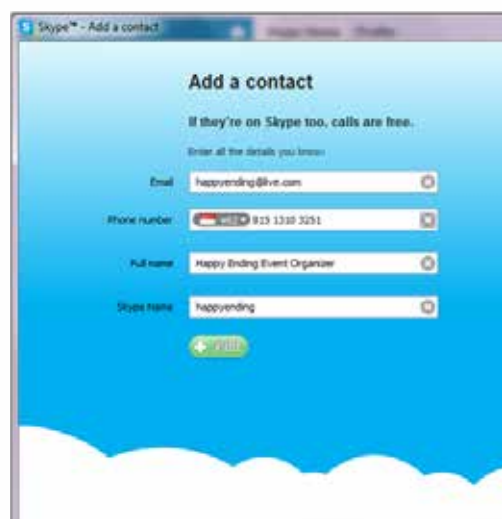 Skype™ - Add a contact
Add a contact
If they're on Skype too, calls are free.
Enter all the details you know:
Email
happyending@live.com
Phone number
815 1310 3251
Full name
Happy Ending Event Organizer
Skype Name
happyending
Add